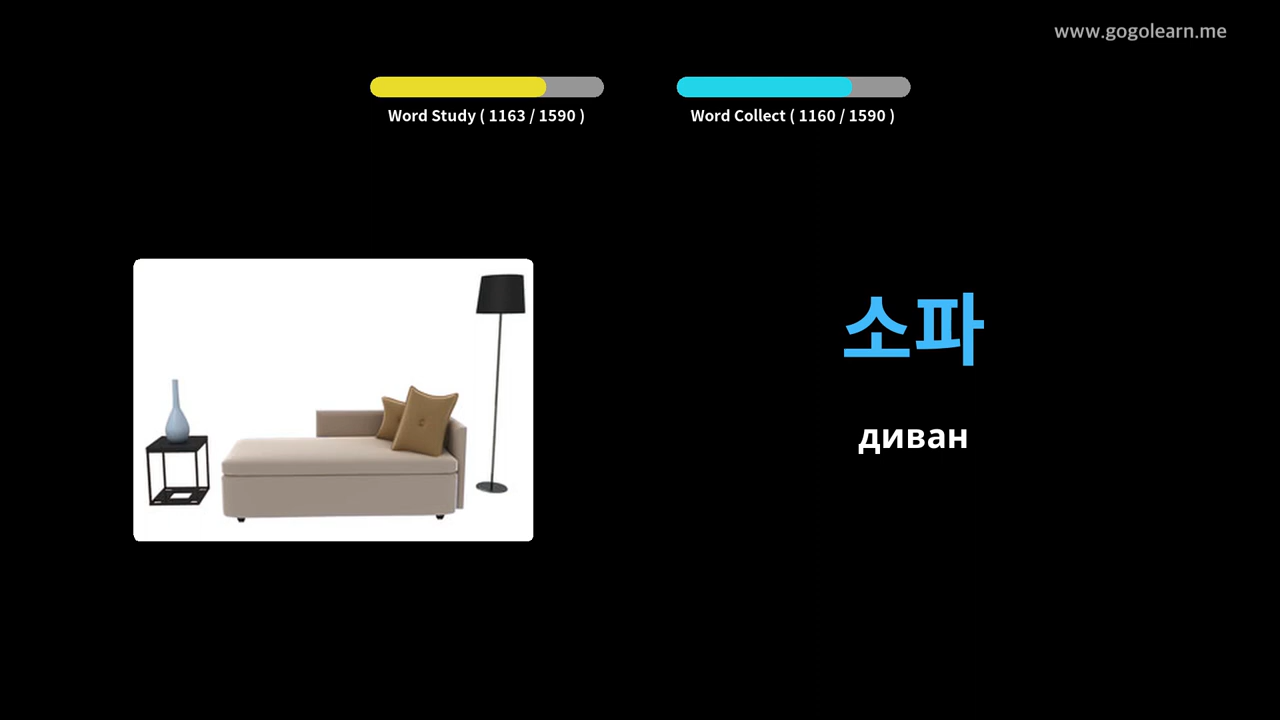 www.gogolearn.me
Word Study ( 1163 / 1590 )
Word Collect ( 1160 / 1590 )
소파
диван